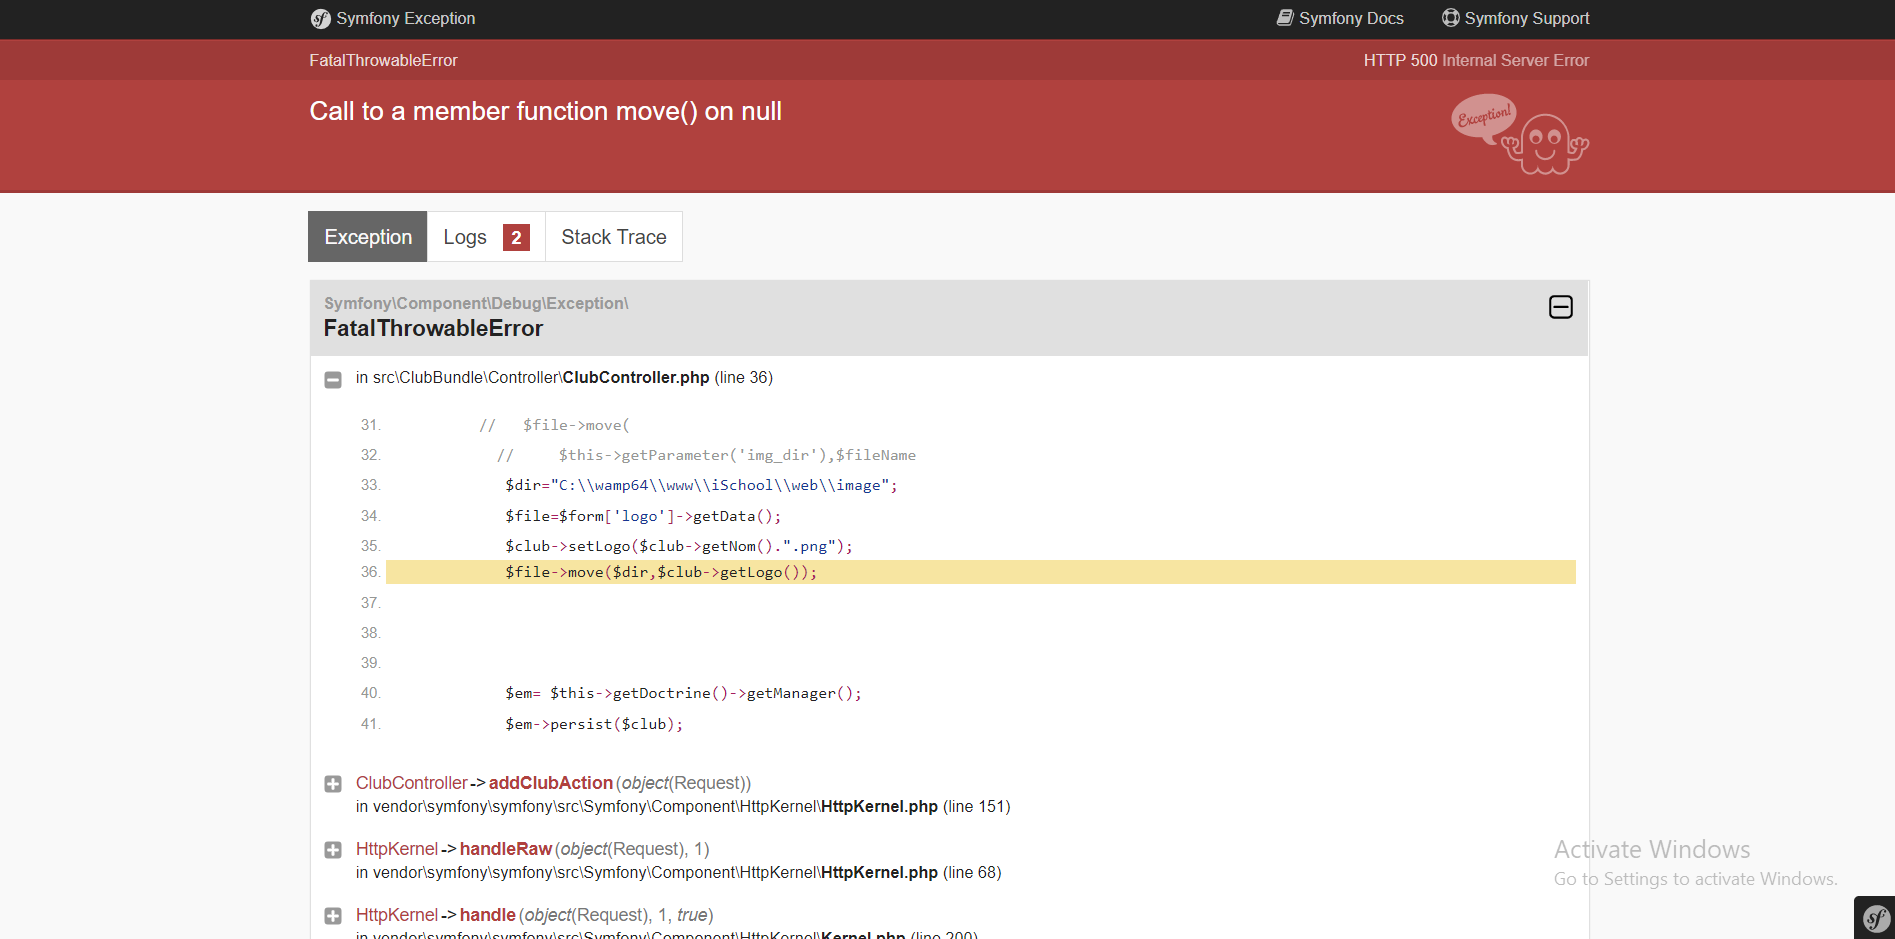 Symfony Exception
Symfony Docs
Symfony Support
FatalThrowableError
HTTP 500 Internal Server Error
Call to a member function move() on null
Exception!
Exception
Logs 2
Stack Trace
Symfony\Component\Debug\Exception\
FatalThrowableError
in src\ClubBundle\Controller\ClubController.php (line 36)
31. //   $file->move(
32. //     $this->getParameter('img_dir'),$fileName
33. $dir="C:\\wamp64\\www\\iSchool\\web\\image";
34. $file=$form['logo']->getData();
35. $club->setLogo($club->getNom().".png");
36. $file->move($dir,$club->getLogo());
37.
38.
39.
40. $em= $this->getDoctrine()->getManager();
41. $em->persist($club);
ClubController->addClubAction(object(Request))
in vendor\symfony\symfony\src\Symfony\Component\HttpKernel\HttpKernel.php (line 151)
HttpKernel->handleRaw(object(Request), 1)
in vendor\symfony\symfony\src\Symfony\Component\HttpKernel\HttpKernel.php (line 68)
HttpKernel->handle(object(Request), 1, true)
in vendor\symfony\symfony\src\Symfony\Component\HttpKernel\Kernel.php (line 200)
Activate Windows
Go to Settings to activate Windows.